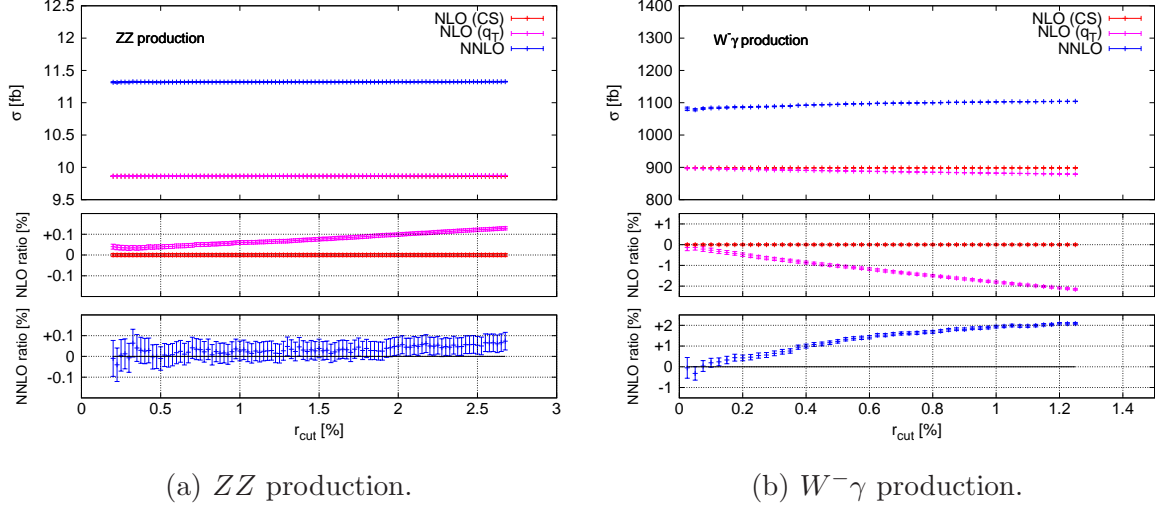 12.5
12
11.5
11
10.5
10
9.5
σ [fb]
ZZ production
NLO (CS)
NLO (qT)
NNLO
+0.1
0
-0.1
NLO ratio [%]
+0.1
0
-0.1
NNLO ratio [%]
0 0.5 1 1.5 2 2.5 3
rcut [%]
(a) ZZ production.
1400
1300
1200
1100
1000
900
800
σ [fb]
W-γ production
NLO (CS)
NLO (qT)
NNLO
+1
0
-1
-2
NLO ratio [%]
+2
+1
0
-1
NNLO ratio [%]
0 0.2 0.4 0.6 0.8 1 1.2 1.4
rcut [%]
(b) W−γ production.